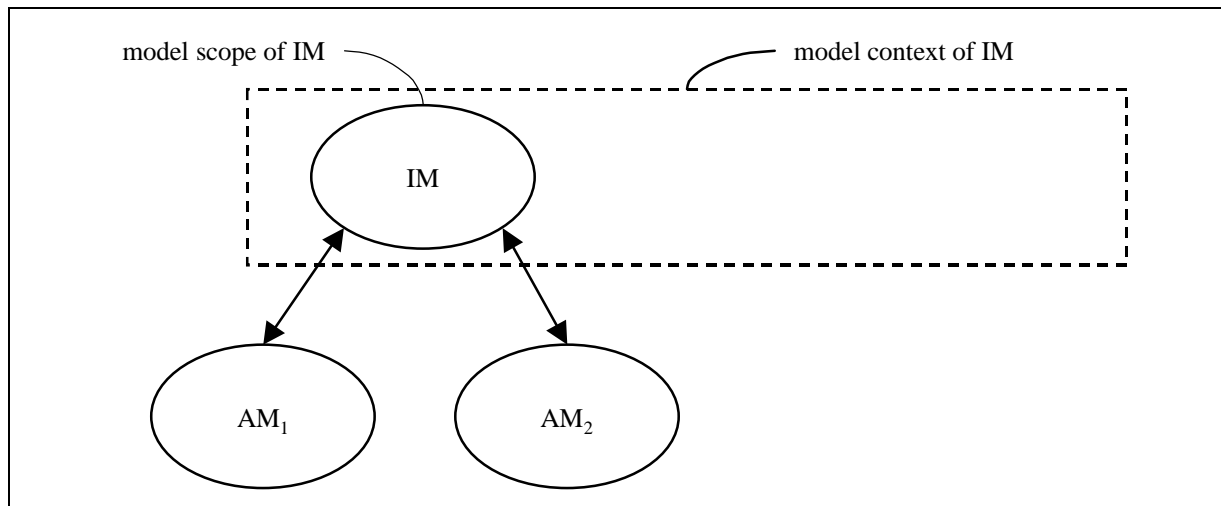 model scope of IM
model context of IM
IM
AM₁
AM₂